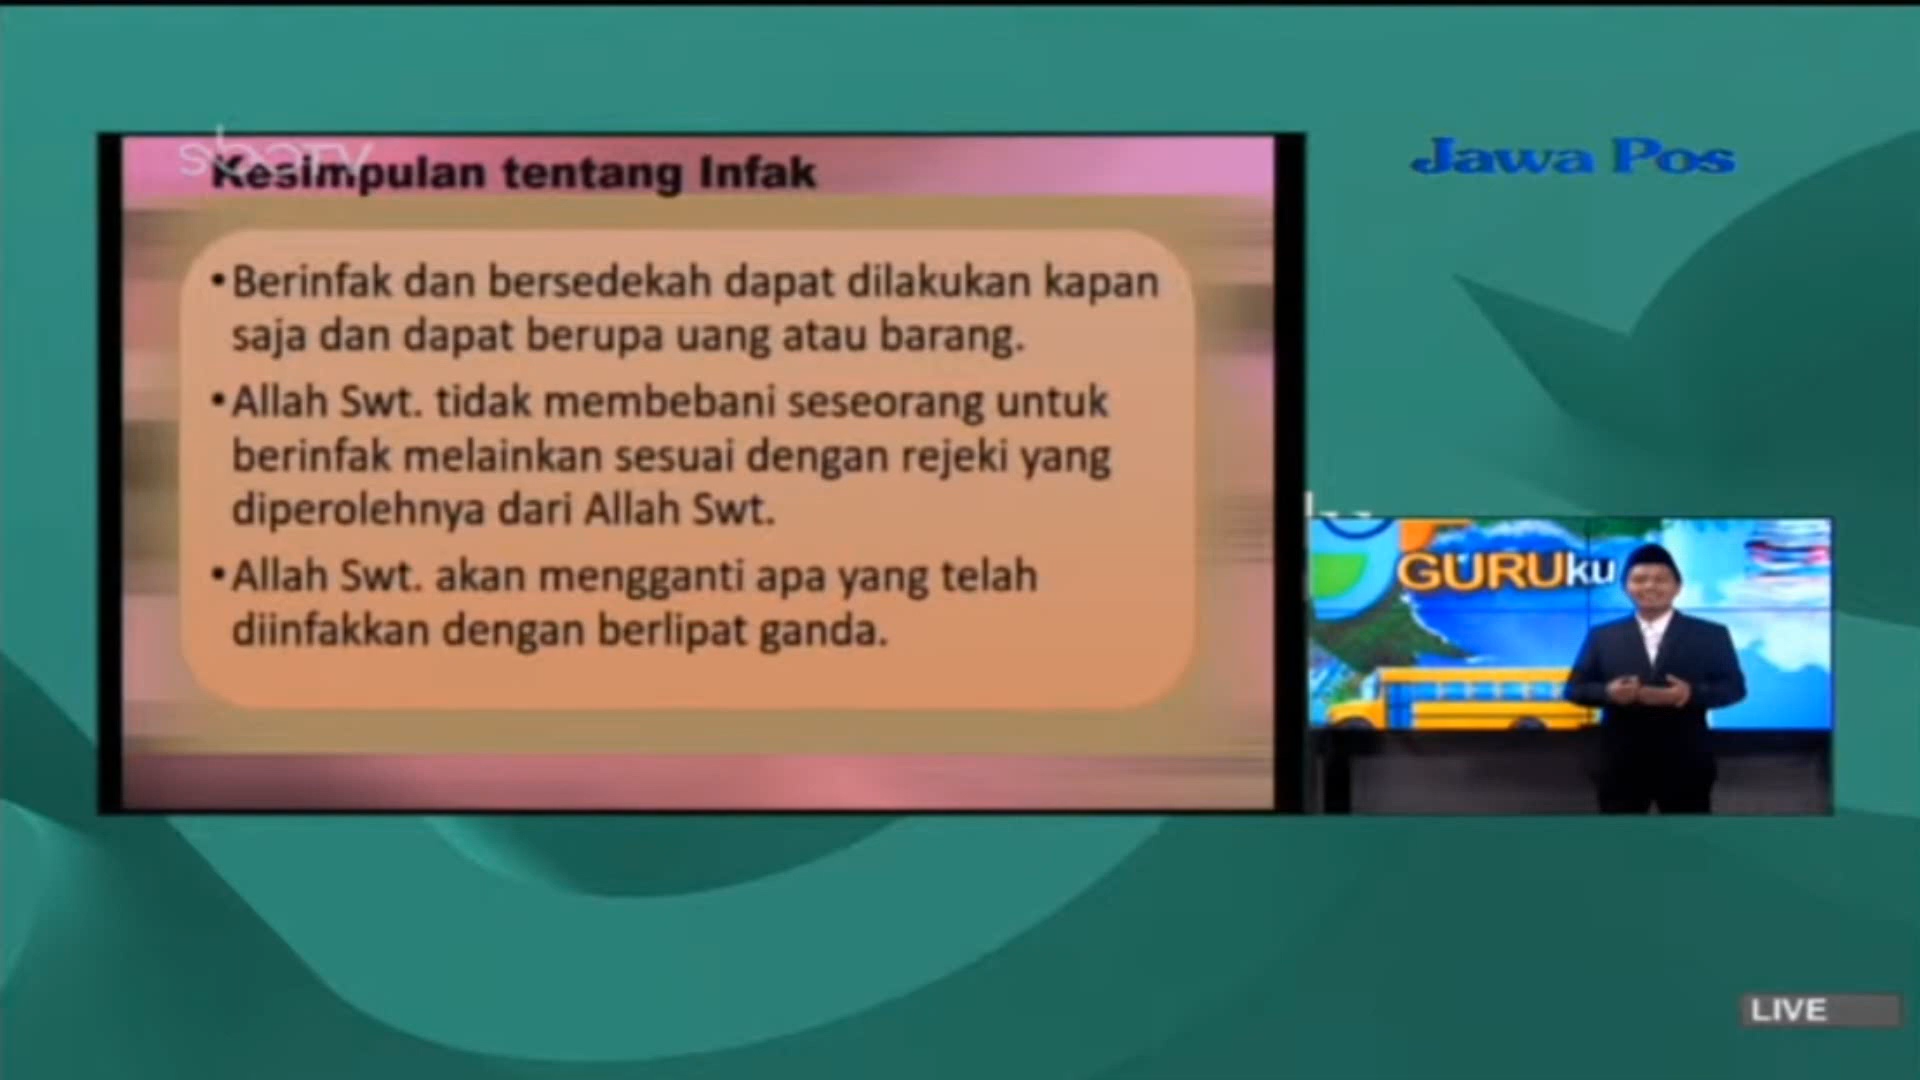 sboTV
Kesimpulan tentang Infak
Jawa Pos
•Berinfak dan bersedekah dapat dilakukan kapan
saja dan dapat berupa uang atau barang.
•Allah Swt. tidak membebani seseorang untuk
berinfak melainkan sesuai dengan rejeki yang
diperolehnya dari Allah Swt.
•Allah Swt. akan mengganti apa yang telah
diinfakkan dengan berlipat ganda.
GURUku
LIVE